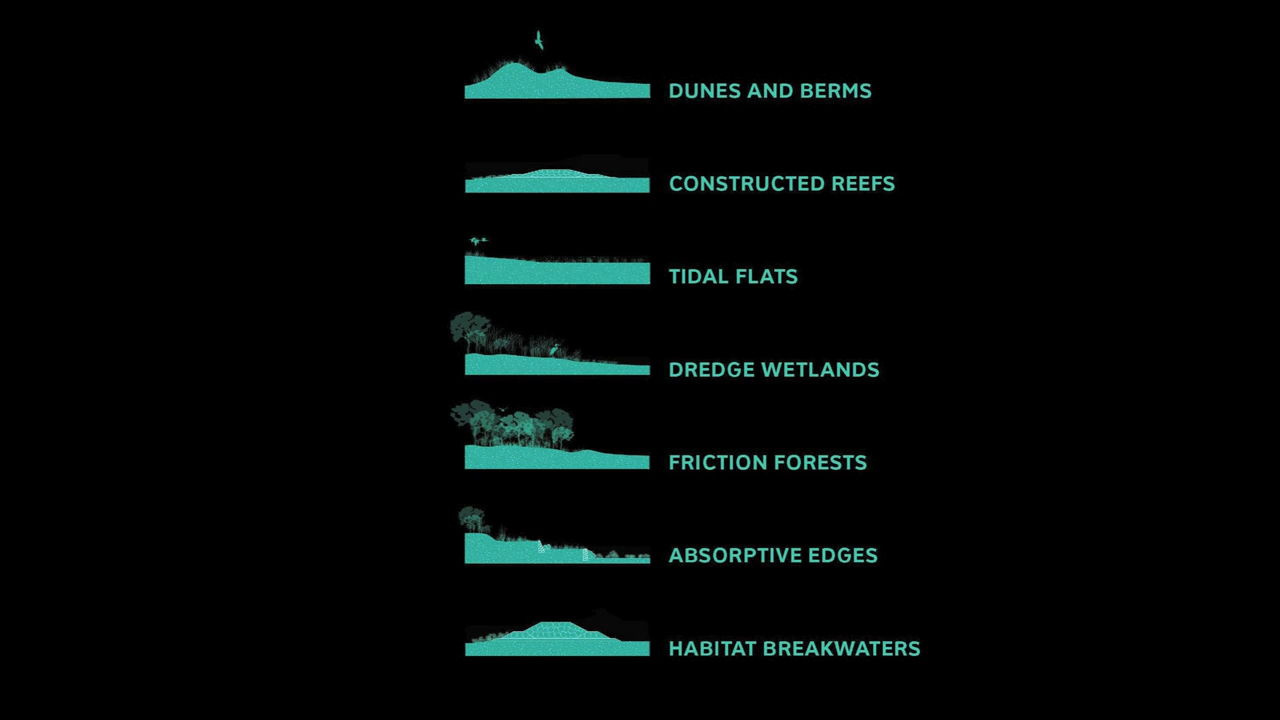 DUNES AND BERMS
CONSTRUCTED REEFS
TIDAL FLATS
DREDGE WETLANDS
FRICTION FORESTS
ABSORPTIVE EDGES
HABITAT BREAKWATERS